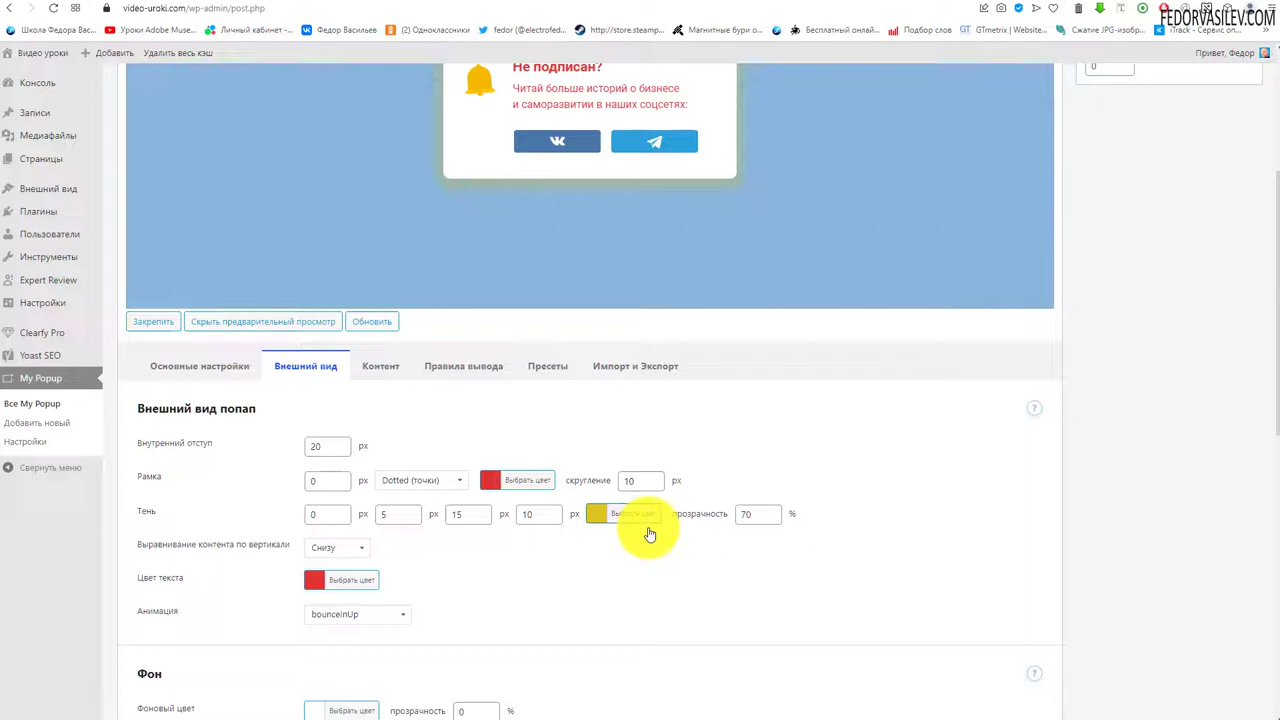 video-uroki.com/wp-admin/post.php
FEDORVASILEV.COM
Школа Федора Вас...
Уроки Adobe Muse...
Личный кабинет -...
Федор Васильев
(2) Одноклассники
fedor (@electrofed...
http://store.steamp...
Магнитные бури о...
Бесплатный онлай...
Подбор слов
GTmetrix | Website...
Сжатие JPG-изобр...
iTrack - Сервис оп...
Видео уроки
Добавить
Удалить весь кэш
Привет, Федор
Консоль
Записи
Медиафайлы
Страницы
Внешний вид
Плагины
Пользователи
Инструменты
Expert Review
Настройки
Clearfy Pro
Yoast SEO
My Popup
Все My Popup
Добавить новый
Настройки
Свернуть меню
0
Не подписан?
Читай больше историй о бизнесе
и саморазвитии в наших соцсетях:
Закрепить
Скрыть предварительный просмотр
Обновить
Основные настройки
Внешний вид
Контент
Правила вывода
Пресеты
Импорт и Экспорт
Внешний вид попап
?
Внутренний отступ
20 px
Рамка
0 px Dotted (точки) Выбрать цвет скругление 10 px
Тень
0 px 5 px 15 px 10 px Выбрать цвет прозрачность 70 %
Выравнивание контента по вертикали
Снизу
Цвет текста
Выбрать цвет
Анимация
bounceInUp
Фон
?
Фоновый цвет
Выбрать цвет прозрачность 0 %